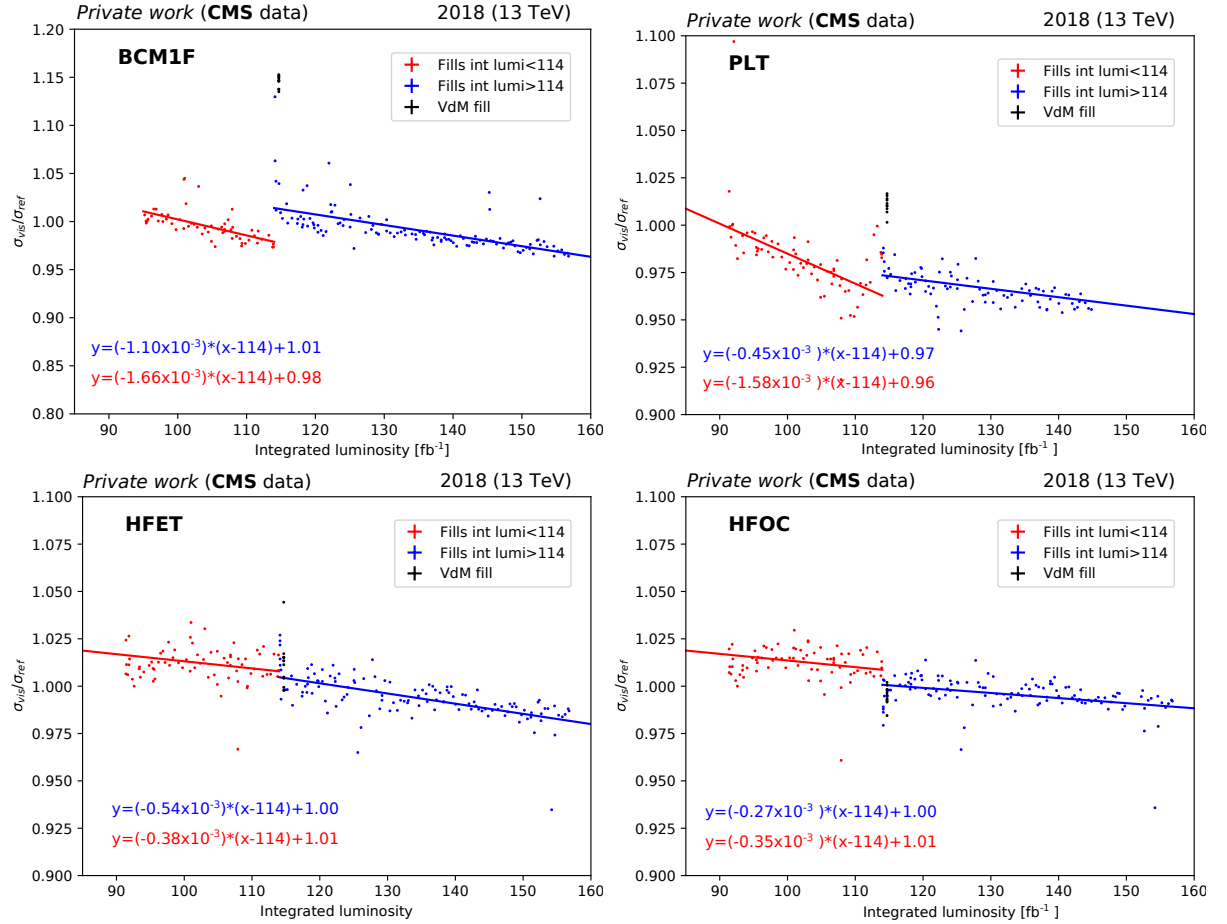 Private work (CMS data) 2018 (13 TeV)
BCM1F
Fills int lumi<114
Fills int lumi>114
VdM fill
1.20
1.15
1.10
1.05
1.00
0.95
0.90
0.85
0.80
σvis/σref
y=(-1.10x10⁻³)*(x-114)+1.01
y=(-1.66x10⁻³)*(x-114)+0.98
90 100 110 120 130 140 150 160
Integrated luminosity [fb⁻¹]
Private work (CMS data) 2018 (13 TeV)
PLT
Fills int lumi<114
Fills int lumi>114
VdM fill
1.100
1.075
1.050
1.025
1.000
0.975
0.950
0.925
0.900
σvis/σref
y=(-0.45x10⁻³ )*(x-114)+0.97
y=(-1.58x10⁻³ )*(x-114)+0.96
90 100 110 120 130 140 150 160
Integrated luminosity [fb⁻¹]
Private work (CMS data) 2018 (13 TeV)
HFET
Fills int lumi<114
Fills int lumi>114
VdM fill
1.100
1.075
1.050
1.025
1.000
0.975
0.950
0.925
0.900
σvis/σref
y=(-0.54x10⁻³)*(x-114)+1.00
y=(-0.38x10⁻³)*(x-114)+1.01
90 100 110 120 130 140 150 160
Integrated luminosity
Private work (CMS data) 2018 (13 TeV)
HFOC
Fills int lumi<114
Fills int lumi>114
VdM fill
1.100
1.075
1.050
1.025
1.000
0.975
0.950
0.925
0.900
σvis/σref
y=(-0.27x10⁻³ )*(x-114)+1.00
y=(-0.35x10⁻³ )*(x-114)+1.01
90 100 110 120 130 140 150 160
Integrated luminosity [fb⁻¹ ]